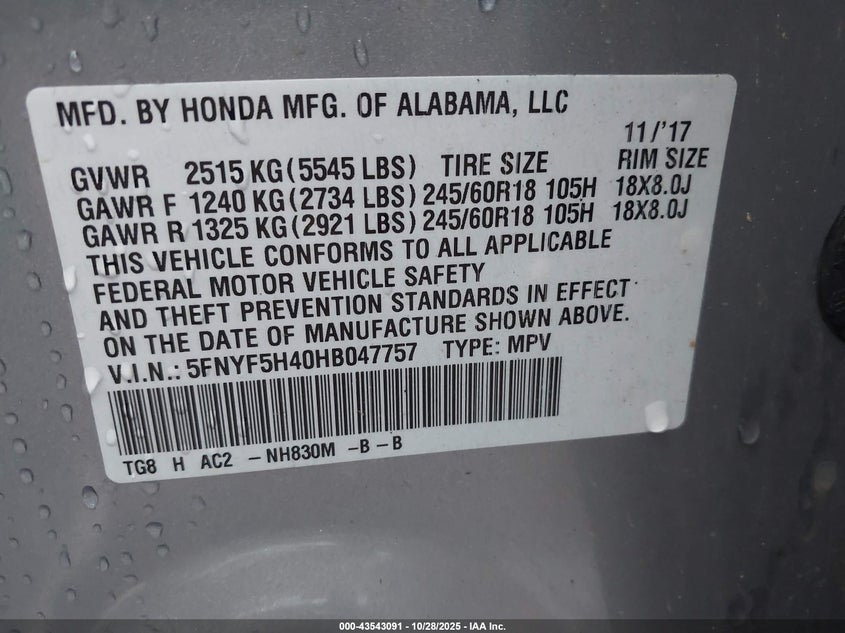 MFD. BY HONDA MFG. OF ALABAMA, LLC
11/'17
GVWR 2515 KG (5545 LBS) TIRE SIZE RIM SIZE
GAWR F 1240 KG (2734 LBS) 245/60R18 105H 18X8.0J
GAWR R 1325 KG (2921 LBS) 245/60R18 105H 18X8.0J
THIS VEHICLE CONFORMS TO ALL APPLICABLE
FEDERAL MOTOR VEHICLE SAFETY
AND THEFT PREVENTION STANDARDS IN EFFECT
ON THE DATE OF MANUFACTURE SHOWN ABOVE.
V.I.N.: 5FNYF5H40HB047757 TYPE: MPV
TG8 H AC2 – NH830M – B – B
000-43543091 | 10/28/2025 - IAA Inc.